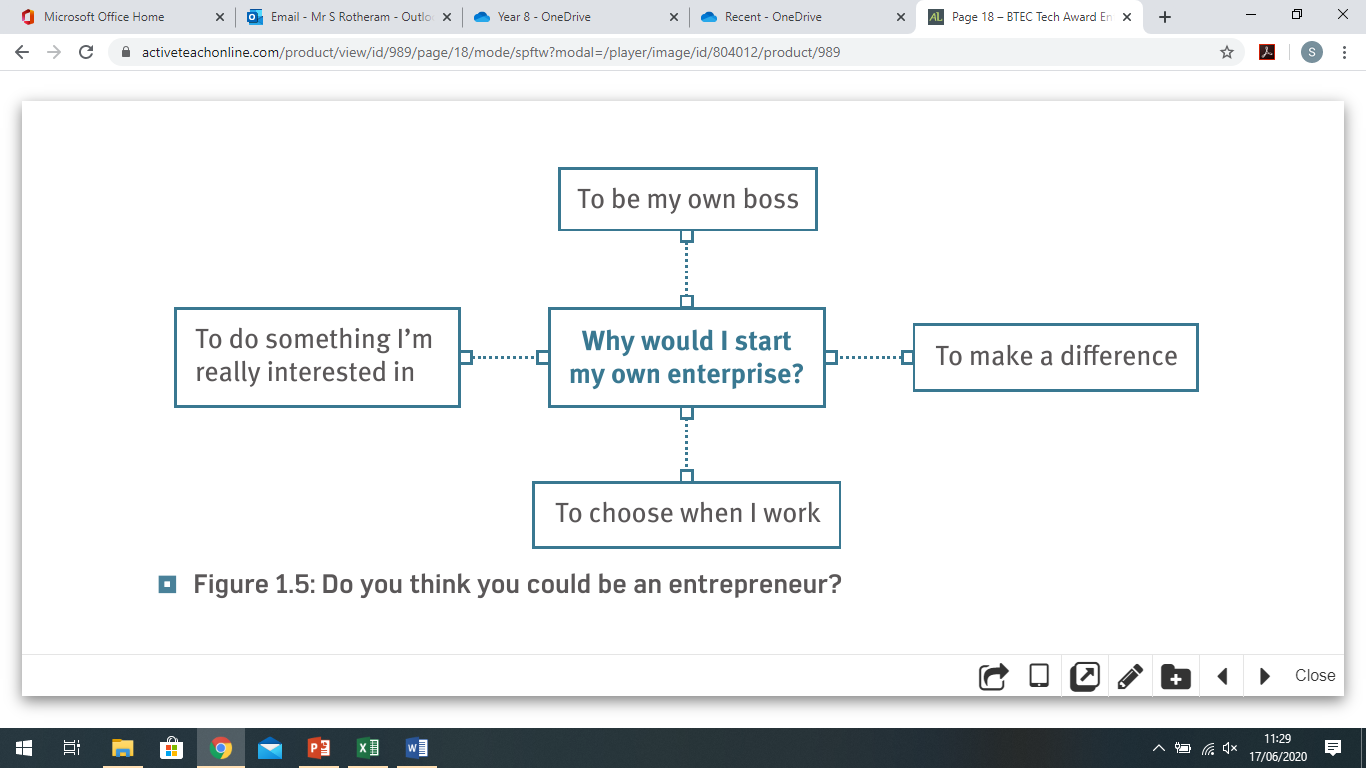 Microsoft Office Home
Email - Mr S Rotheram - Outlo
Year 8 - OneDrive
Recent - OneDrive
AL
Page 18 – BTEC Tech Award En
activeteachonline.com/product/view/id/989/page/18/mode/spftw?modal=/player/image/id/804012/product/989
S
To be my own boss
To do something I'm
really interested in
Why would I start
my own enterprise?
To make a difference
To choose when I work
Figure 1.5: Do you think you could be an entrepreneur?
Close
11:29
17/06/2020